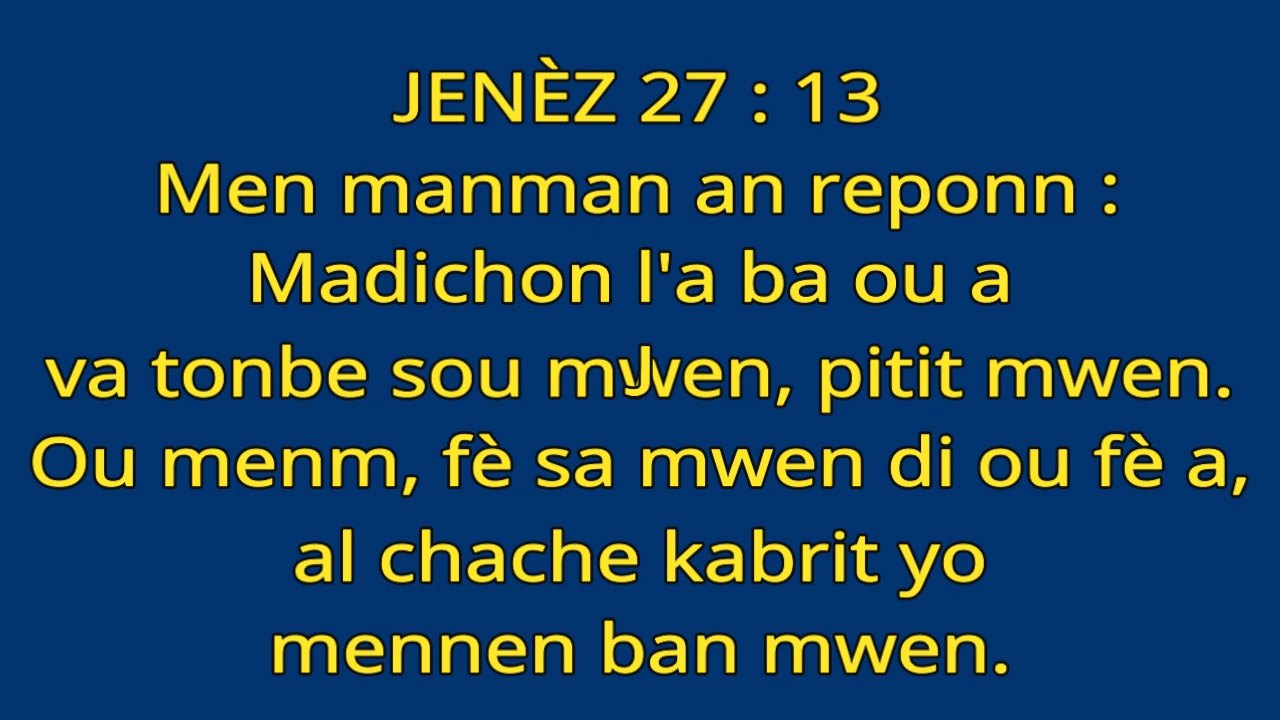 JENÈZ 27 : 13
Men manman an reponn :
Madichon l'a ba ou a
va tonbe sou mwen, pitit mwen.
Ou menm, fè sa mwen di ou fè a,
al chache kabrit yo
mennen ban mwen.